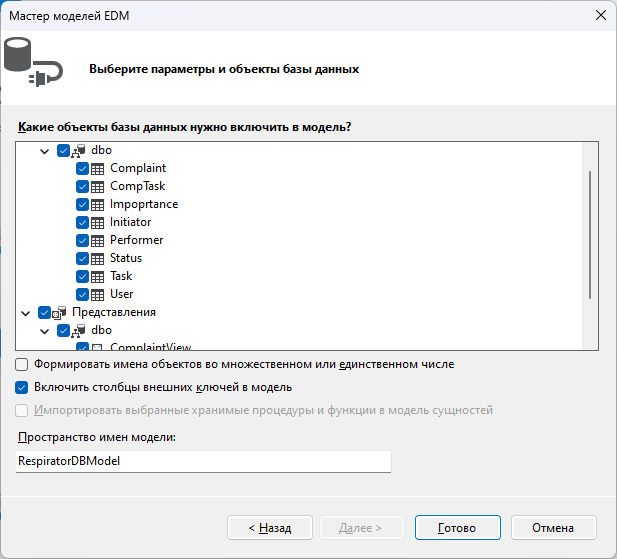 Мастер моделей EDM
Выберите параметры и объекты базы данных
Какие объекты базы данных нужно включить в модель?
dbo
Complaint
CompTask
Impoprtance
Initiator
Performer
Status
Task
User
Представления
dbo
ComplaintView
Формировать имена объектов во множественном или единственном числе
Включить столбцы внешних ключей в модель
Импортировать выбранные хранимые процедуры и функции в модель сущностей
Пространство имен модели:
RespiratorDBModel
< Назад
Далее >
Готово
Отмена